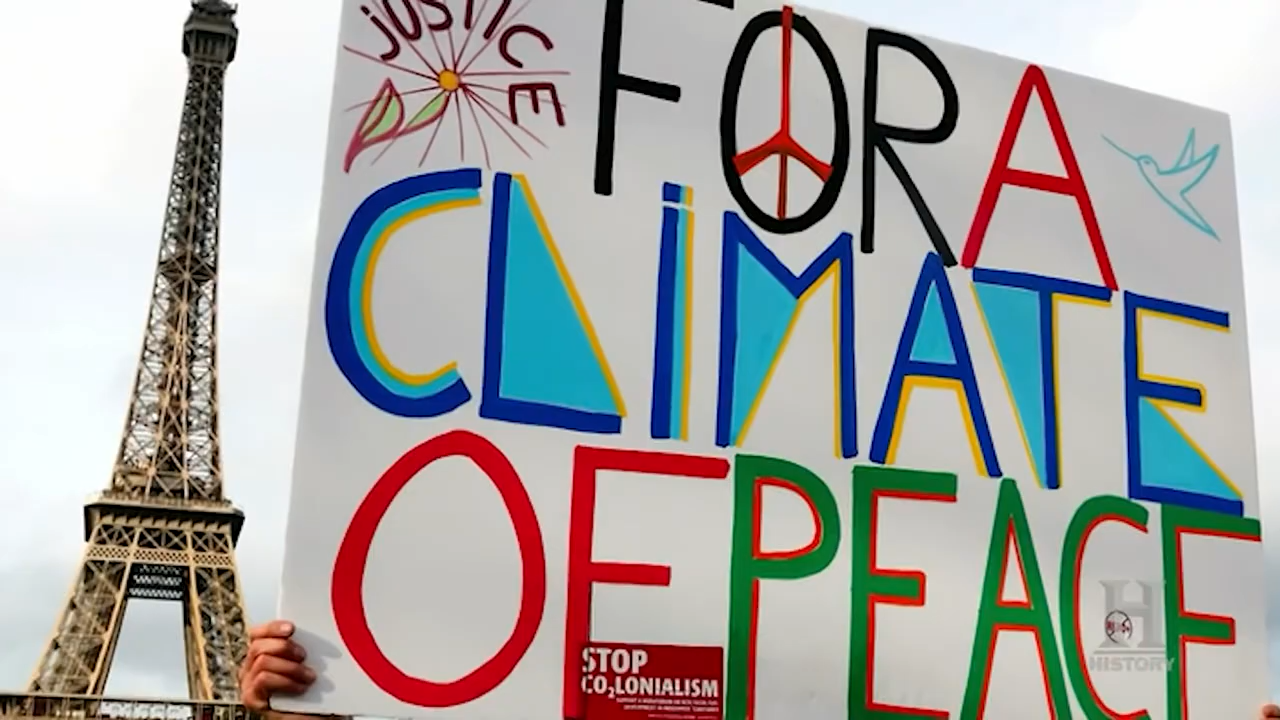 jUSTICE
FOR A
CLiMATE
OF PEACE
STOP
CO₂LONIALISM
H
HISTORY